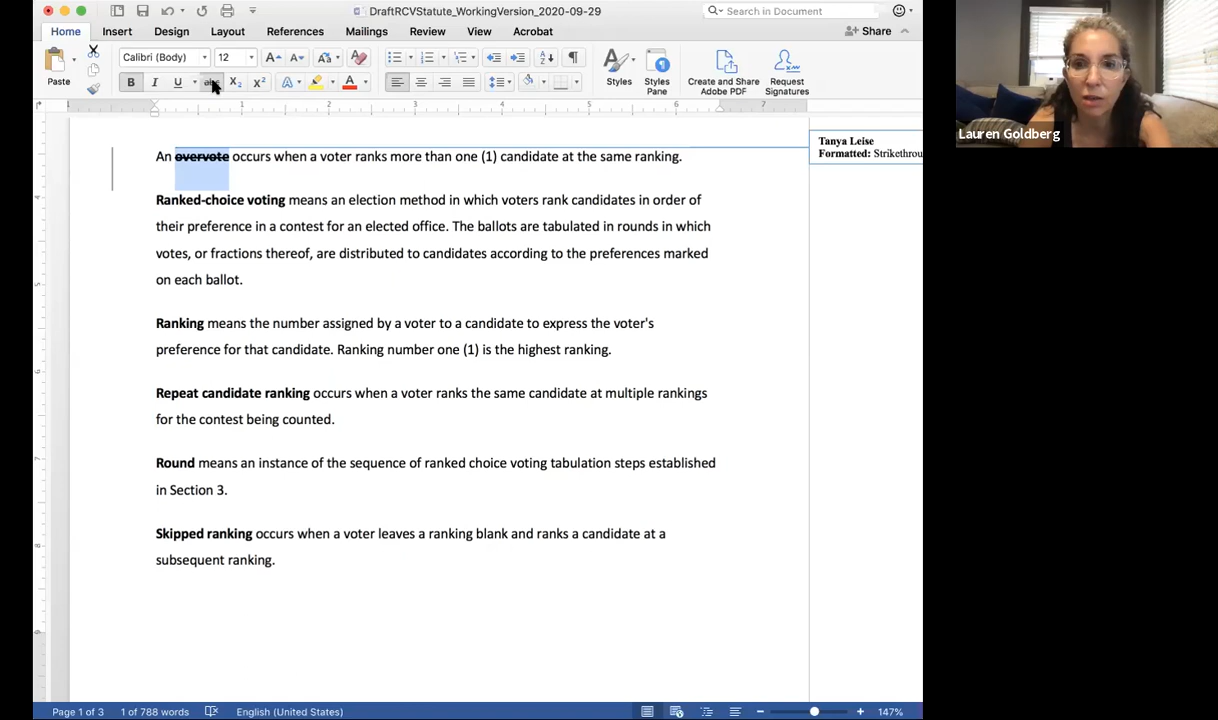 DraftRCVStatute_WorkingVersion_2020-09-29
Search in Document
Home Insert Design Layout References Mailings Review View Acrobat Share
Paste
Calibri (Body) 12
Styles
Styles Pane
Create and Share Adobe PDF
Request Signatures
1 1 2 3 4 5 6 7
An overvote occurs when a voter ranks more than one (1) candidate at the same ranking.
Ranked-choice voting means an election method in which voters rank candidates in order of
their preference in a contest for an elected office. The ballots are tabulated in rounds in which
votes, or fractions thereof, are distributed to candidates according to the preferences marked
on each ballot.
Ranking means the number assigned by a voter to a candidate to express the voter's
preference for that candidate. Ranking number one (1) is the highest ranking.
Repeat candidate ranking occurs when a voter ranks the same candidate at multiple rankings
for the contest being counted.
Round means an instance of the sequence of ranked choice voting tabulation steps established
in Section 3.
Skipped ranking occurs when a voter leaves a ranking blank and ranks a candidate at a
subsequent ranking.
Tanya Leise
Formatted: Strikethrou
Lauren Goldberg
Page 1 of 3 1 of 788 words English (United States) 147%